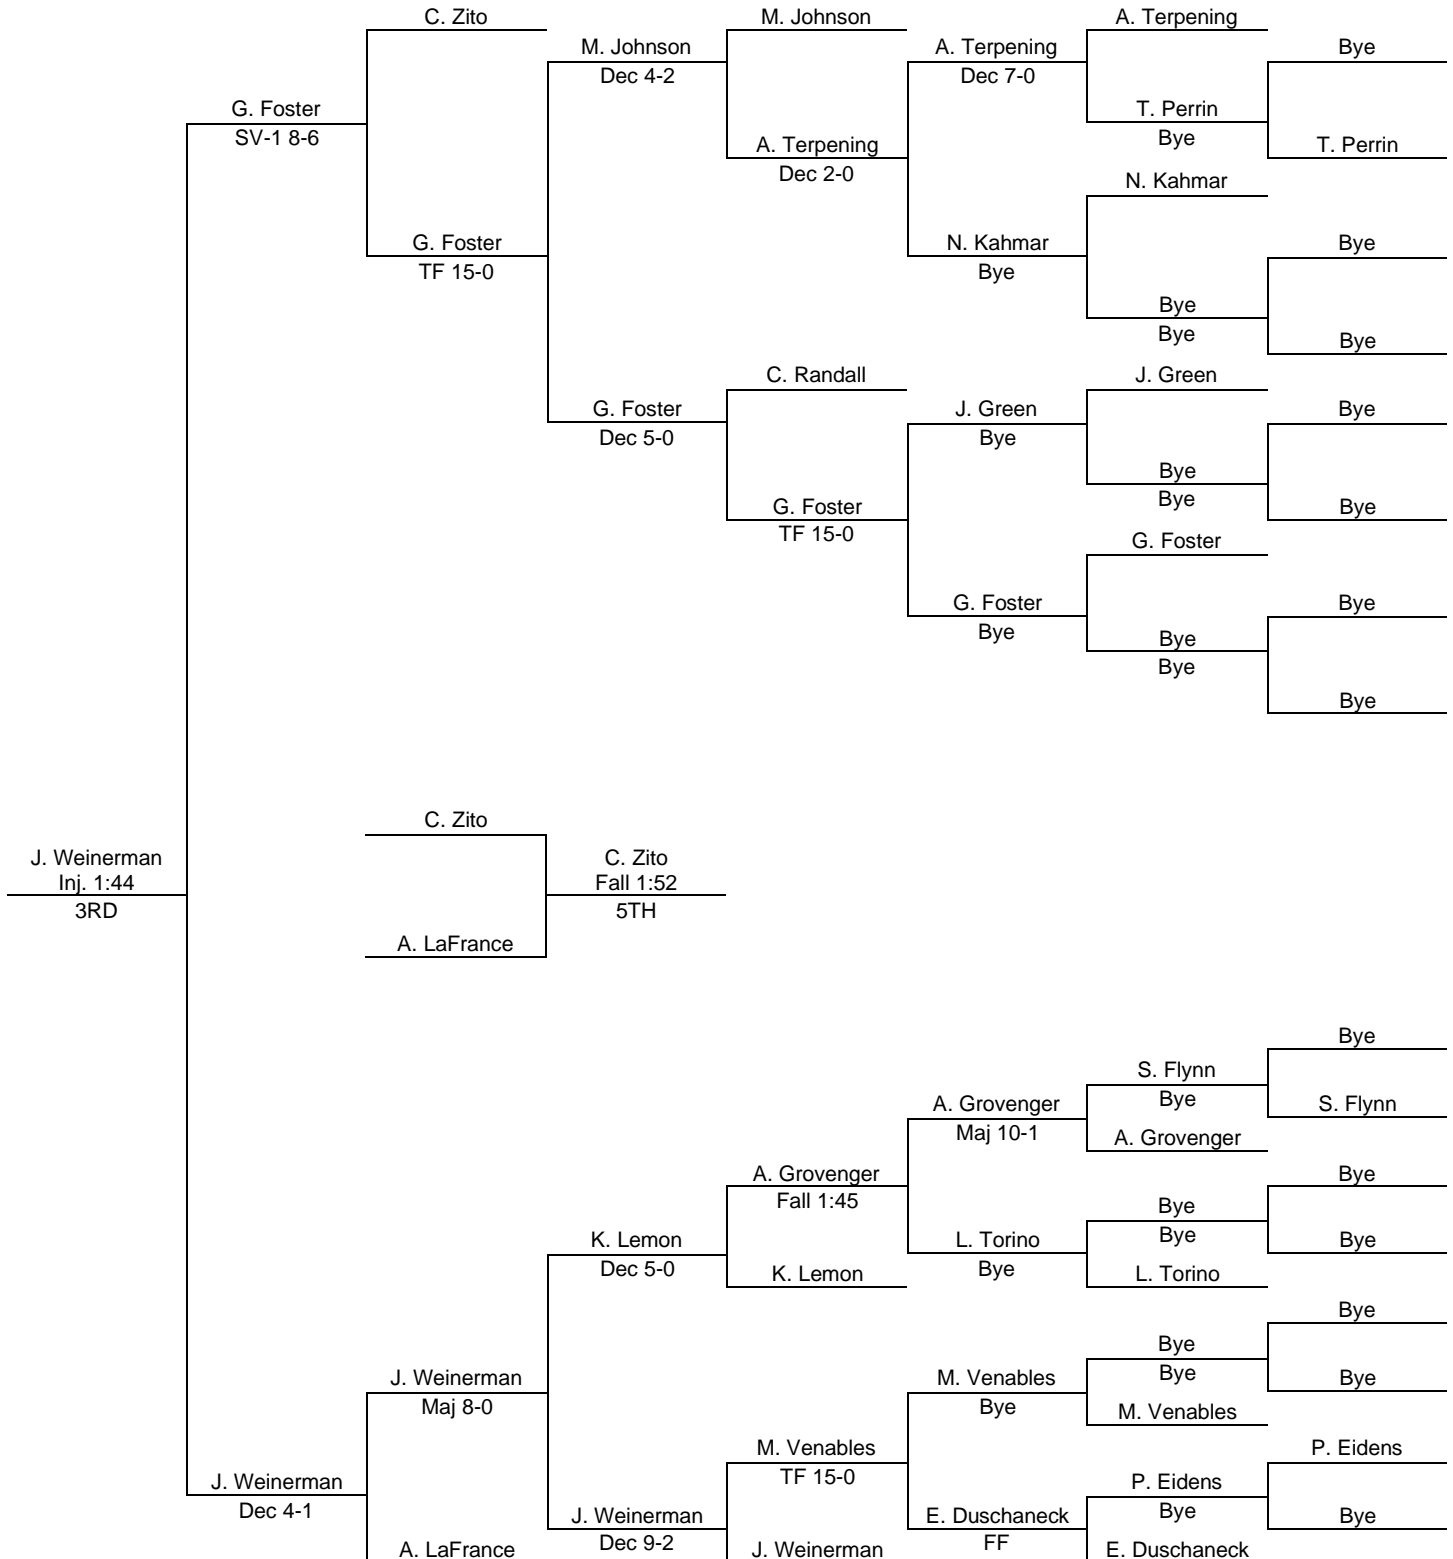 C. Zito
M. Johnson
A. Terpening
M. Johnson
Dec 4-2
A. Terpening
Dec 7-0
Bye
G. Foster
SV-1 8-6
T. Perrin
Bye
A. Terpening
Dec 2-0
T. Perrin
N. Kahmar
G. Foster
TF 15-0
N. Kahmar
Bye
Bye
Bye
Bye
Bye
C. Randall
J. Green
G. Foster
Dec 5-0
J. Green
Bye
Bye
Bye
Bye
G. Foster
TF 15-0
Bye
G. Foster
G. Foster
Bye
Bye
Bye
Bye
Bye
C. Zito
J. Weinerman
Inj. 1:44
3RD
C. Zito
Fall 1:52
5TH
A. LaFrance
Bye
S. Flynn
Bye
A. Grovenger
Maj 10-1
S. Flynn
A. Grovenger
A. Grovenger
Fall 1:45
Bye
Bye
Bye
K. Lemon
Dec 5-0
L. Torino
Bye
Bye
K. Lemon
L. Torino
Bye
Bye
Bye
J. Weinerman
Maj 8-0
M. Venables
Bye
Bye
M. Venables
M. Venables
TF 15-0
P. Eidens
J. Weinerman
Dec 4-1
P. Eidens
Bye
J. Weinerman
Dec 9-2
E. Duschaneck
FF
Bye
A. LaFrance
J. Weinerman
E. Duschaneck